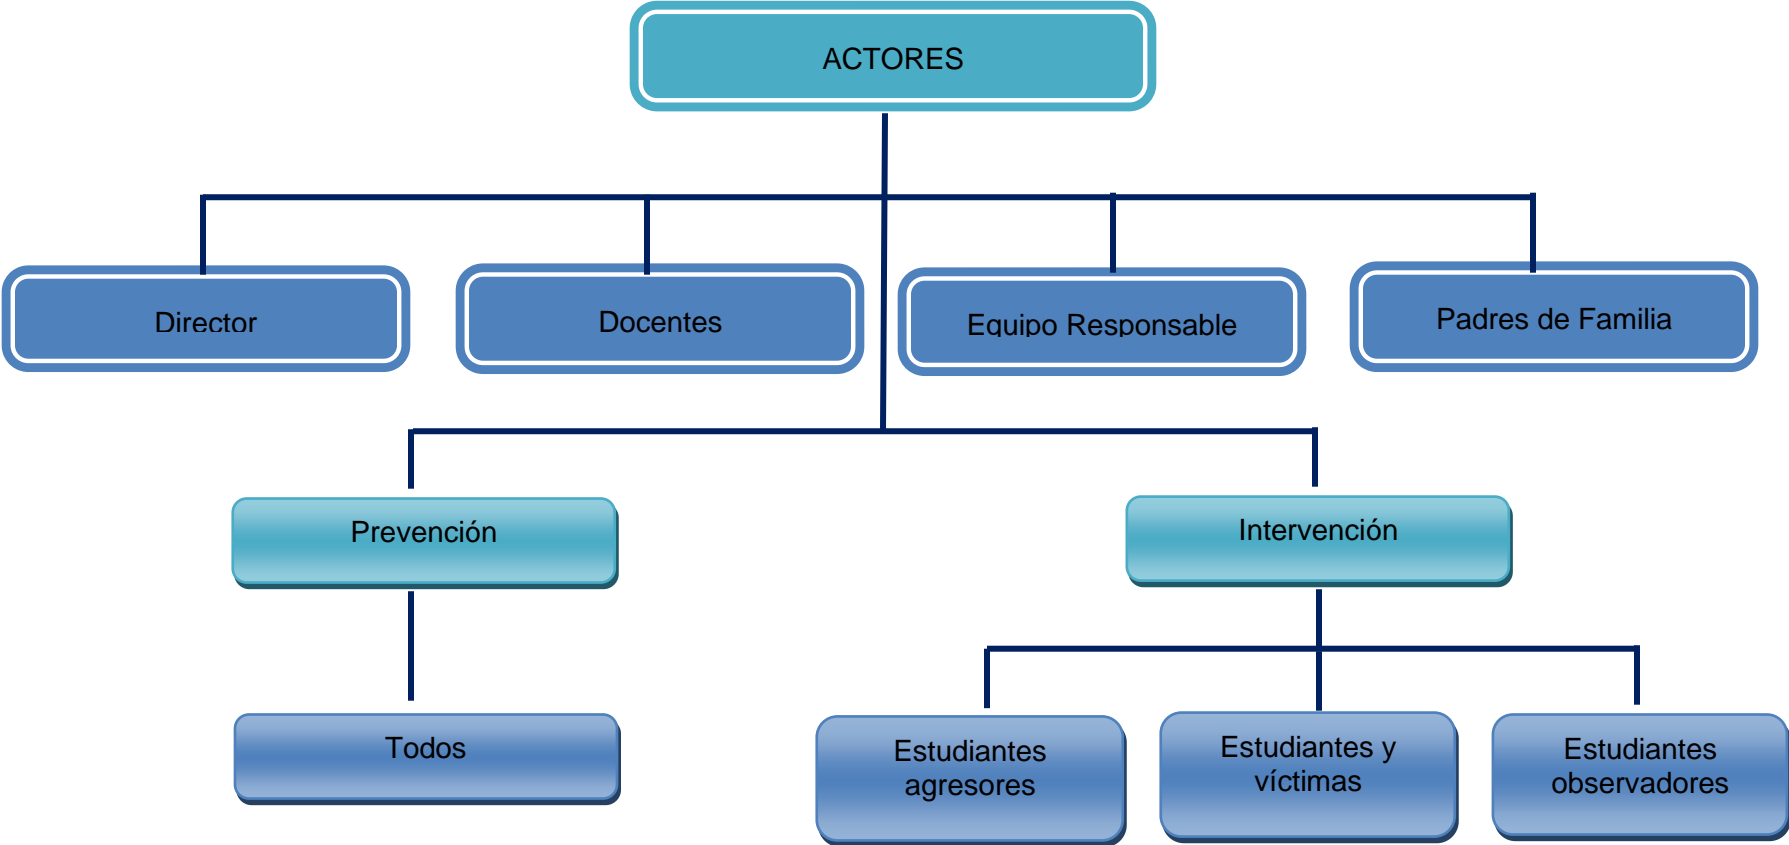 ACTORES
Director
Docentes
Equipo Responsable
Padres de Familia
Prevención
Intervención
Todos
Estudiantes
agresores
Estudiantes y
víctimas
Estudiantes
observadores